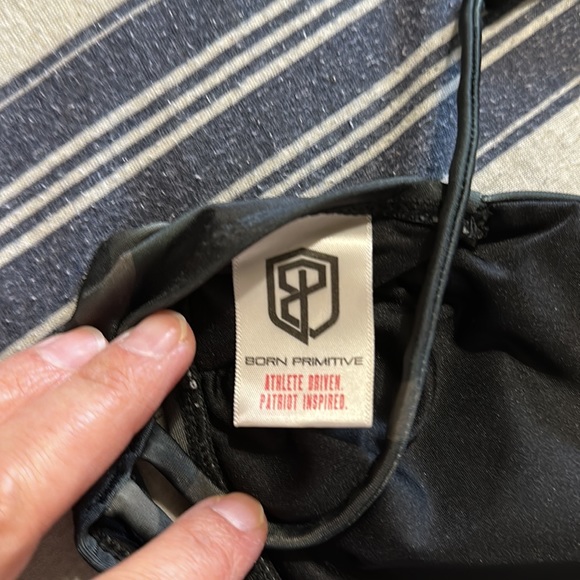 BORN PRIMITIVE
ATHLETE DRIVEN.
PATRIOT INSPIRED.